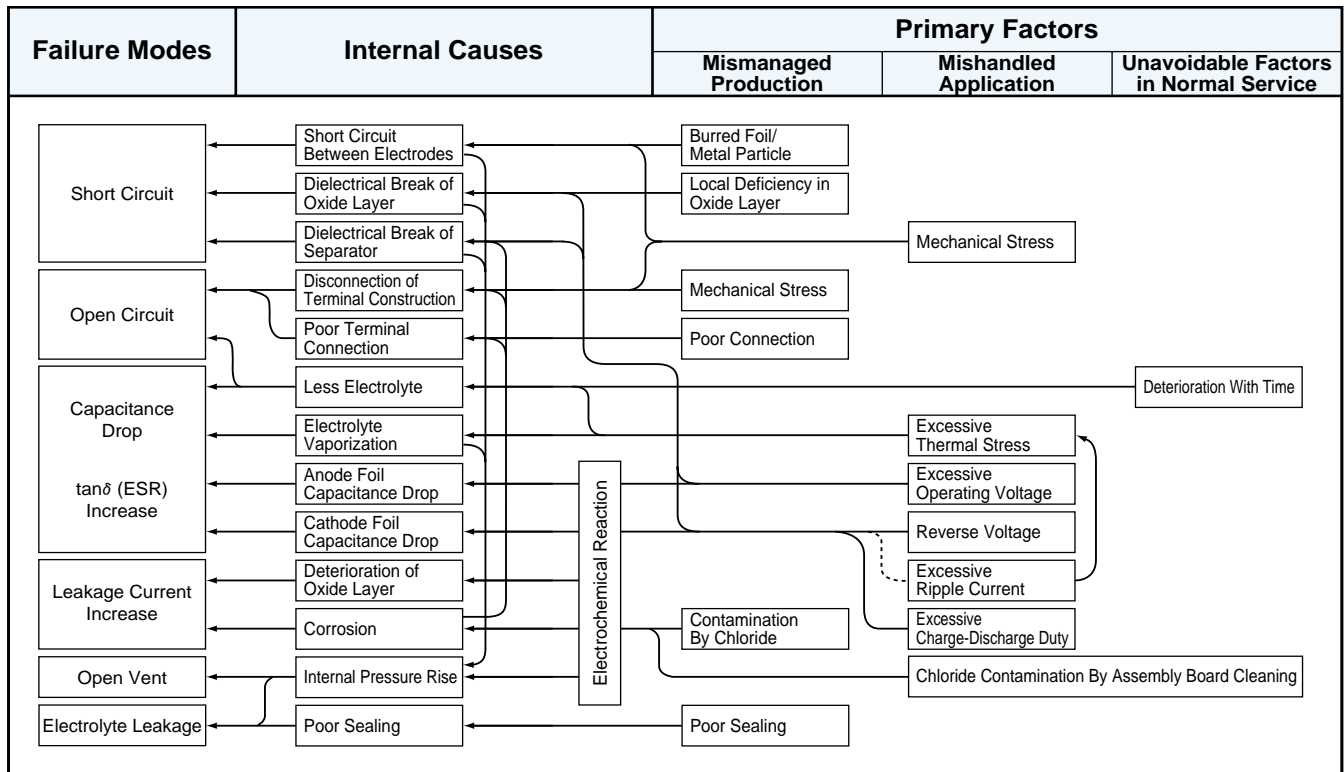 Failure Modes
Internal Causes
Primary Factors
Mismanaged
Production
Mishandled
Application
Unavoidable Factors
in Normal Service
Short Circuit
Short Circuit
Between Electrodes
Burred Foil/
Metal Particle
Dielectrical Break of
Oxide Layer
Local Deficiency in
Oxide Layer
Dielectrical Break of
Separator
Mechanical Stress
Open Circuit
Disconnection of
Terminal Construction
Mechanical Stress
Poor Terminal
Connection
Poor Connection
Capacitance
Drop
tanδ (ESR)
Increase
Less Electrolyte
Deterioration With Time
Electrolyte
Vaporization
Excessive
Thermal Stress
Anode Foil
Capacitance Drop
Excessive
Operating Voltage
Cathode Foil
Capacitance Drop
Reverse Voltage
Electrochemical Reaction
Leakage Current
Increase
Deterioration of
Oxide Layer
Excessive
Ripple Current
Corrosion
Contamination
By Chloride
Excessive
Charge-Discharge Duty
Open Vent
Internal Pressure Rise
Chloride Contamination By Assembly Board Cleaning
Electrolyte Leakage
Poor Sealing
Poor Sealing